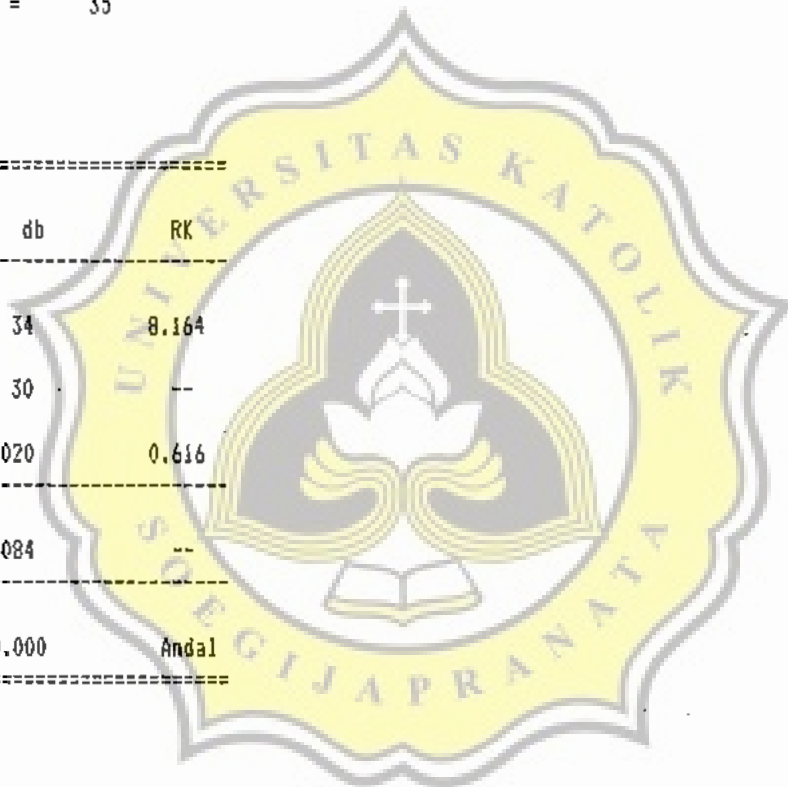 = 35
db RK
34 8.164
30 --
020 0.616
084 --
.000 Andal
UNIVERSITAS KATOLIK
SOEGIJAPRANATA